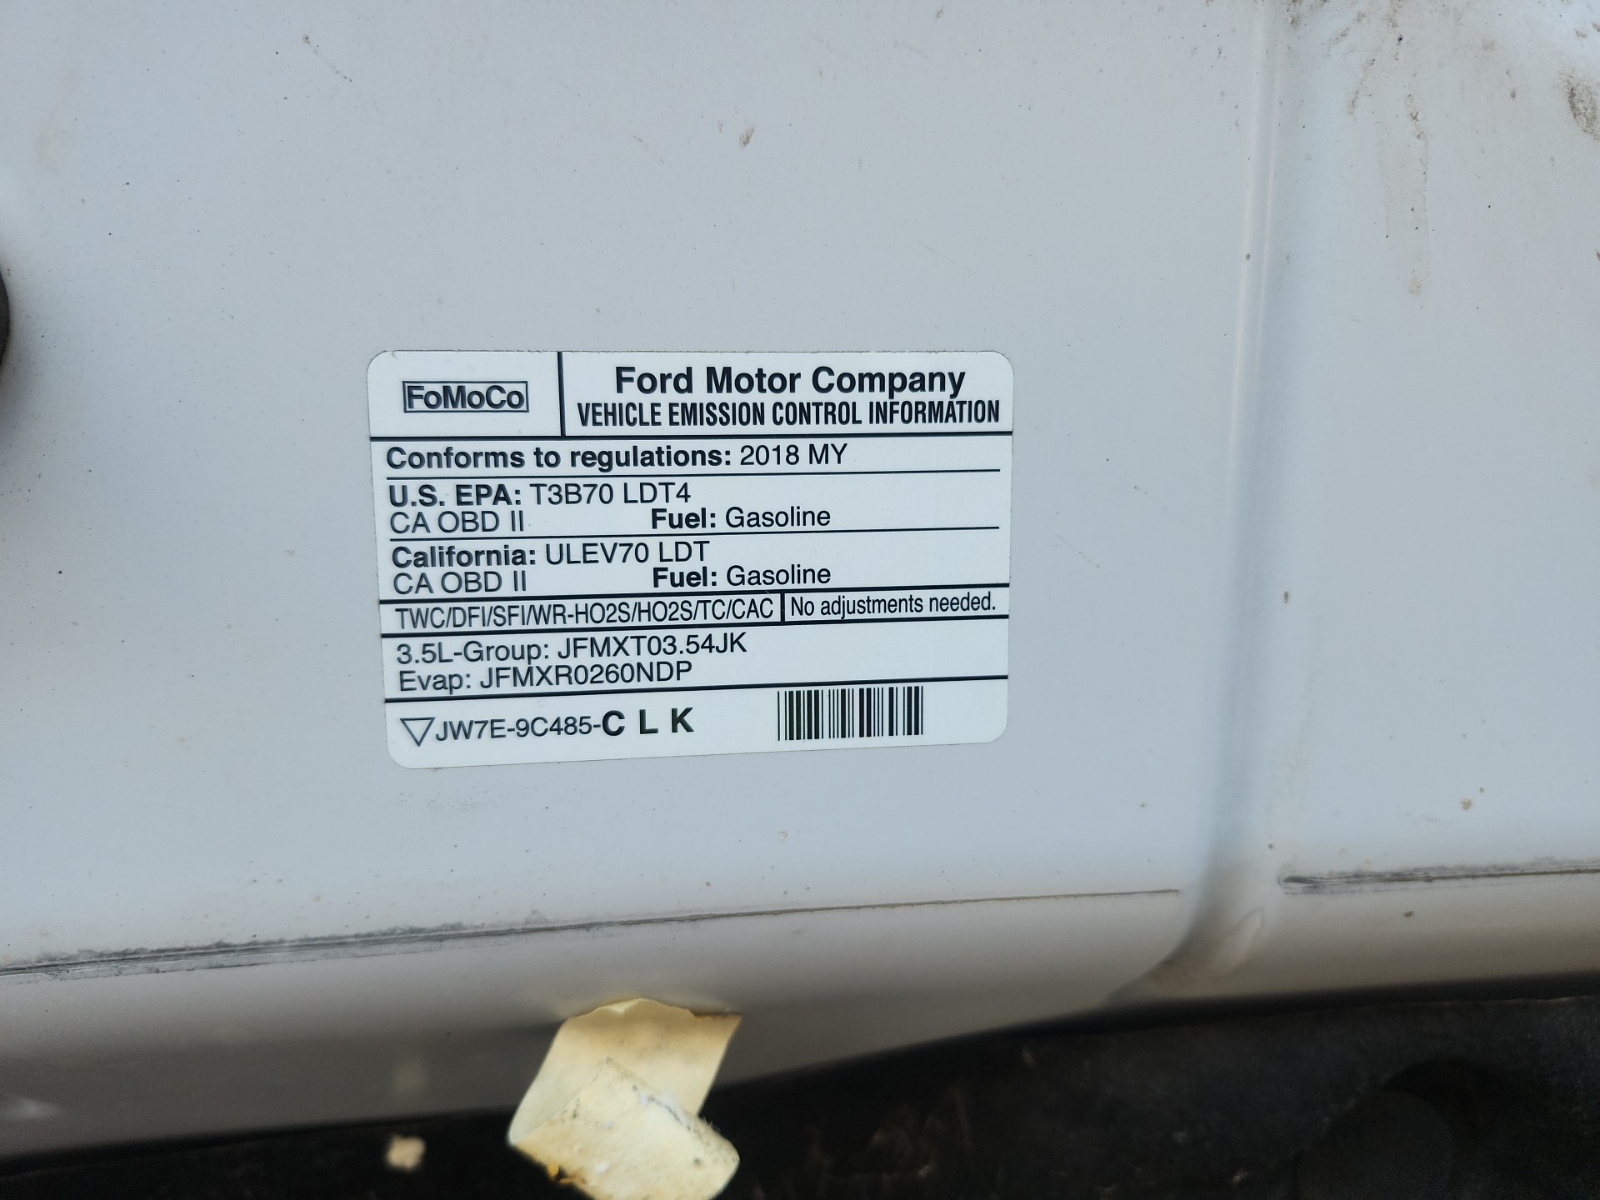 FoMoCo
Ford Motor Company
VEHICLE EMISSION CONTROL INFORMATION
Conforms to regulations: 2018 MY
U.S. EPA: T3B70 LDT4
CA OBD II Fuel: Gasoline
California: ULEV70 LDT
CA OBD II Fuel: Gasoline
TWC/DFI/SFI/WR-HO2S/HO2S/TC/CAC No adjustments needed.
3.5L-Group: JFMXT03.54JK
Evap: JFMXR0260NDP
▽JW7E-9C485-C L K